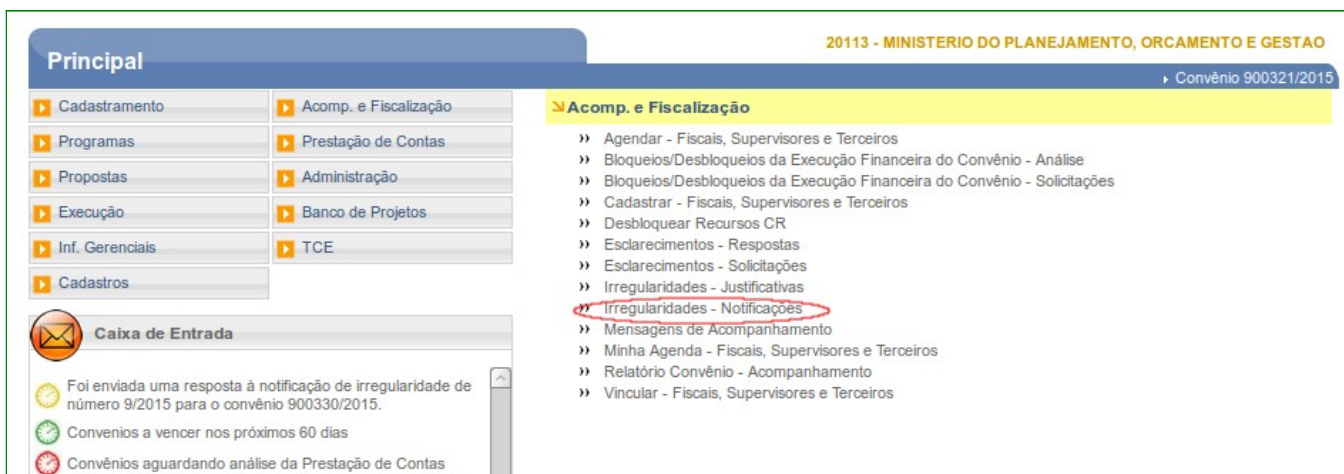 20113 - MINISTERIO DO PLANEJAMENTO, ORCAMENTO E GESTAO
Principal
Convênio 900321/2015
Cadastramento
Acomp. e Fiscalização
Programas
Prestação de Contas
Propostas
Administração
Execução
Banco de Projetos
Inf. Gerenciais
TCE
Cadastros
Caixa de Entrada
Foi enviada uma resposta à notificação de irregularidade de
número 9/2015 para o convênio 900330/2015.
Convenios a vencer nos próximos 60 dias
Convênios aguardando análise da Prestação de Contas
Acomp. e Fiscalização
Agendar - Fiscais, Supervisores e Terceiros
Bloqueios/Desbloqueios da Execução Financeira do Convênio - Análise
Bloqueios/Desbloqueios da Execução Financeira do Convênio - Solicitações
Cadastrar - Fiscais, Supervisores e Terceiros
Desbloquear Recursos CR
Esclarecimentos - Respostas
Esclarecimentos - Solicitações
Irregularidades - Justificativas
Irregularidades - Notificações
Mensagens de Acompanhamento
Minha Agenda - Fiscais, Supervisores e Terceiros
Relatório Convênio - Acompanhamento
Vincular - Fiscais, Supervisores e Terceiros